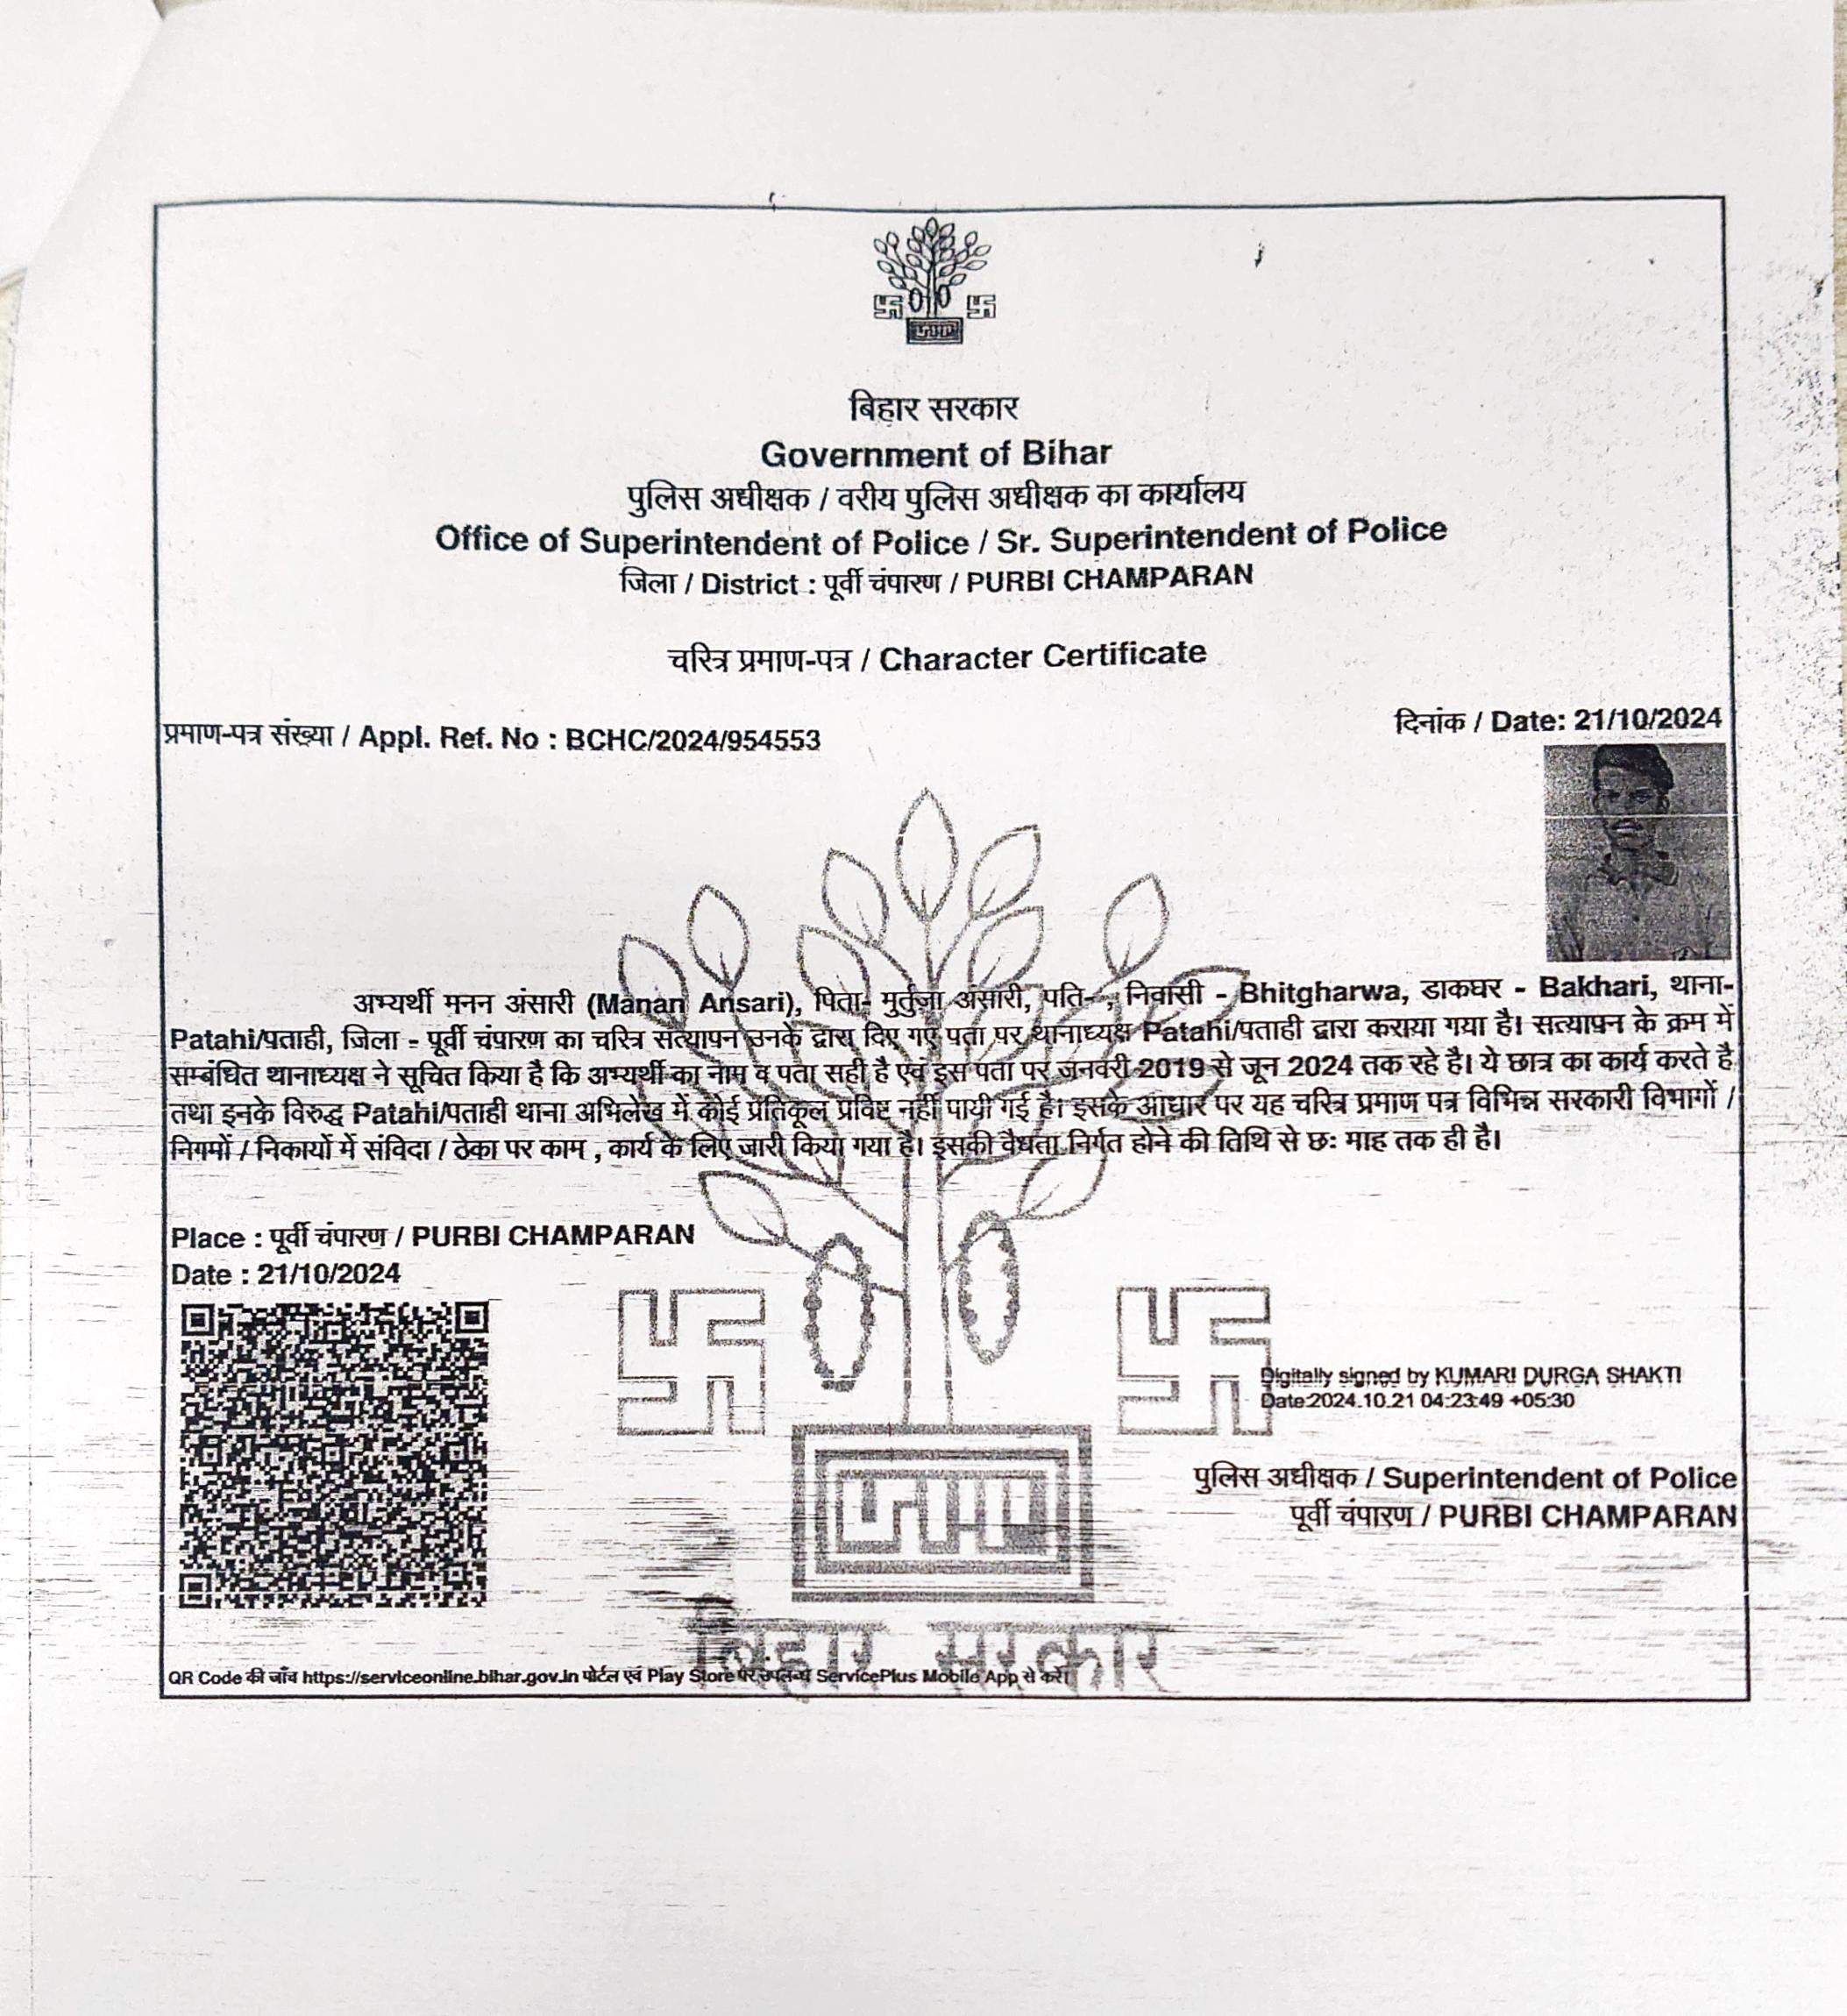 बिहार सरकार
Government of Bihar
पुलिस अधीक्षक / वरीय पुलिस अधीक्षक का कार्यालय
Office of Superintendent of Police / Sr. Superintendent of Police
जिला / District : पूर्वी चंपारण / PURBI CHAMPARAN
चरित्र प्रमाण-पत्र / Character Certificate
प्रमाण-पत्र संख्या / Appl. Ref. No : BCHC/2024/954553
दिनांक / Date: 21/10/2024
अभ्यर्थी मनन अंसारी (Manan Ansari), पिता- मुर्तुज़ा अंसारी, पति- , निवासी - Bhitgharwa, डाकघर - Bakhari, थाना-
Patahi/पताही, जिला - पूर्वी चंपारण का चरित्र सत्यापन उनके द्वारा दिए गए पता पर थानाध्यक्ष Patahi/पताही द्वारा कराया गया है। सत्यापन के क्रम में
सम्बंधित थानाध्यक्ष ने सूचित किया है कि अभ्यर्थी का नाम व पता सही है एवं इस पता पर जनवरी 2019 से जून 2024 तक रहे है। ये छात्र का कार्य करते है
तथा इनके विरुद्ध Patahi/पताही थाना अभिलेख में कोई प्रतिकूल प्रविष्ट नहीं पायी गई है। इसके आधार पर यह चरित्र प्रमाण पत्र विभिन्न सरकारी विभागों /
निगमों / निकायों में संविदा / ठेका पर काम , कार्य के लिए जारी किया गया है। इसकी वैधता निर्गत होने की तिथि से छः माह तक ही है।
Place : पूर्वी चंपारण / PURBI CHAMPARAN
Date : 21/10/2024
Digitally signed by KUMARI DURGA SHAKTI
Date:2024.10.21 04:23:49 +05:30
पुलिस अधीक्षक / Superintendent of Police
पूर्वी चंपारण / PURBI CHAMPARAN
बिहार सरकार
QR Code की जाँच https://serviceonline.bihar.gov.in पोर्टल एवं Play Store पर उपलब्ध ServicePlus Mobile App से करें।